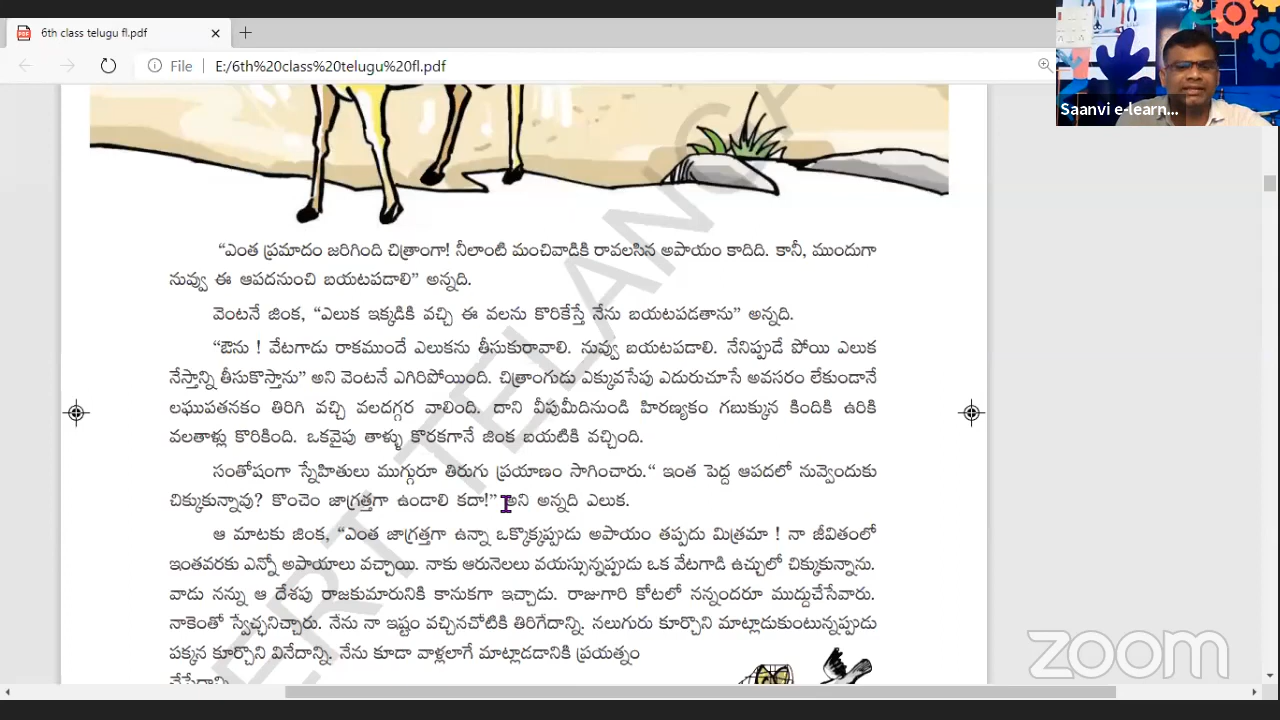 6th class telugu fl.pdf
File E:/6th%20class%20telugu%20fl.pdf
Saanvi e-learn...
“ఎంత ప్రమాదం జరిగింది చిత్రాంగా! నీలాంటి మంచివాడికి రావలసిన అపాయం కాదిది. కానీ, ముందుగా
నువ్వు ఈ ఆపదనుంచి బయటపడాలి” అన్నది.
వెంటనే జింక, “ఎలుక ఇక్కడికి వచ్చి ఈ వలను కొరికేస్తే నేను బయటపడతాను” అన్నది.
“ఔను ! వేటగాడు రాకముందే ఎలుకను తీసుకురావాలి. నువ్వు బయటపడాలి. నేనిప్పుడే పోయి ఎలుక
నేస్తాన్ని తీసుకొస్తాను” అని వెంటనే ఎగిరిపోయింది. చిత్రాంగుడు ఎక్కువసేపు ఎదురుచూసే అవసరం లేకుండానే
లఘుపతనకం తిరిగి వచ్చి వలదగ్గర వాలింది. దాని వీపుమీదినుండి హిరణ్యకం గబుక్కున కిందికి ఉరికి
వలతాళ్లు కొరికింది. ఒకవైపు తాళ్ళు కొరకగానే జింక బయటికి వచ్చింది.
సంతోషంగా స్నేహితులు ముగ్గురూ తిరుగు ప్రయాణం సాగించారు.“ ఇంత పెద్ద ఆపదలో నువ్వెందుకు
చిక్కుకున్నావు? కొంచెం జాగ్రత్తగా ఉండాలి కదా!” అని అన్నది ఎలుక.
ఆ మాటకు జింక, “ఎంత జాగ్రత్తగా ఉన్నా ఒక్కొక్కప్పుడు అపాయం తప్పదు మిత్రమా ! నా జీవితంలో
ఇంతవరకు ఎన్నో అపాయాలు వచ్చాయి. నాకు ఆరునెలలు వయస్సున్నప్పుడు ఒక వేటగాడి ఉచ్చులో చిక్కుకున్నాను.
వాడు నన్ను ఆ దేశపు రాజకుమారునికి కానుకగా ఇచ్చాడు. రాజుగారి కోటలో నన్నందరూ ముద్దుచేసేవారు.
నాకెంతో స్వేచ్ఛనిచ్చారు. నేను నా ఇష్టం వచ్చినచోటికి తిరిగేదాన్ని. నలుగురు కూర్చొని మాట్లాడుకుంటున్నప్పుడు
పక్కన కూర్చొని వినేదాన్ని. నేను కూడా వాళ్లలాగే మాట్లాడడానికి ప్రయత్నం
చేసేదాన్ని.
ERT TELANGA
zoom